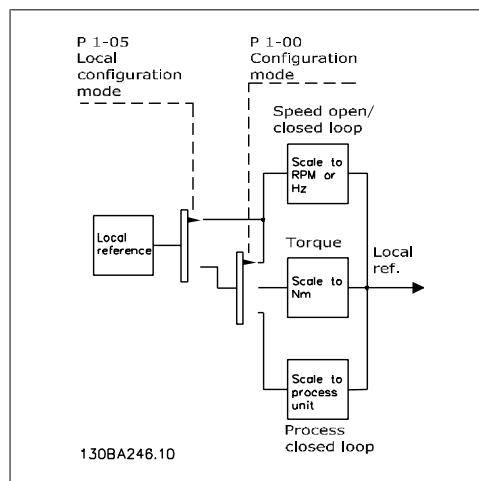 P 1-05
Local
configuration
mode
P 1-00
Configuration
mode
Speed open/
closed loop
Scale to
RPM or
Hz
Local
reference
Torque
Scale to
Nm
Local
ref.
Scale to
process
unit
Process
closed loop
130BA246.10